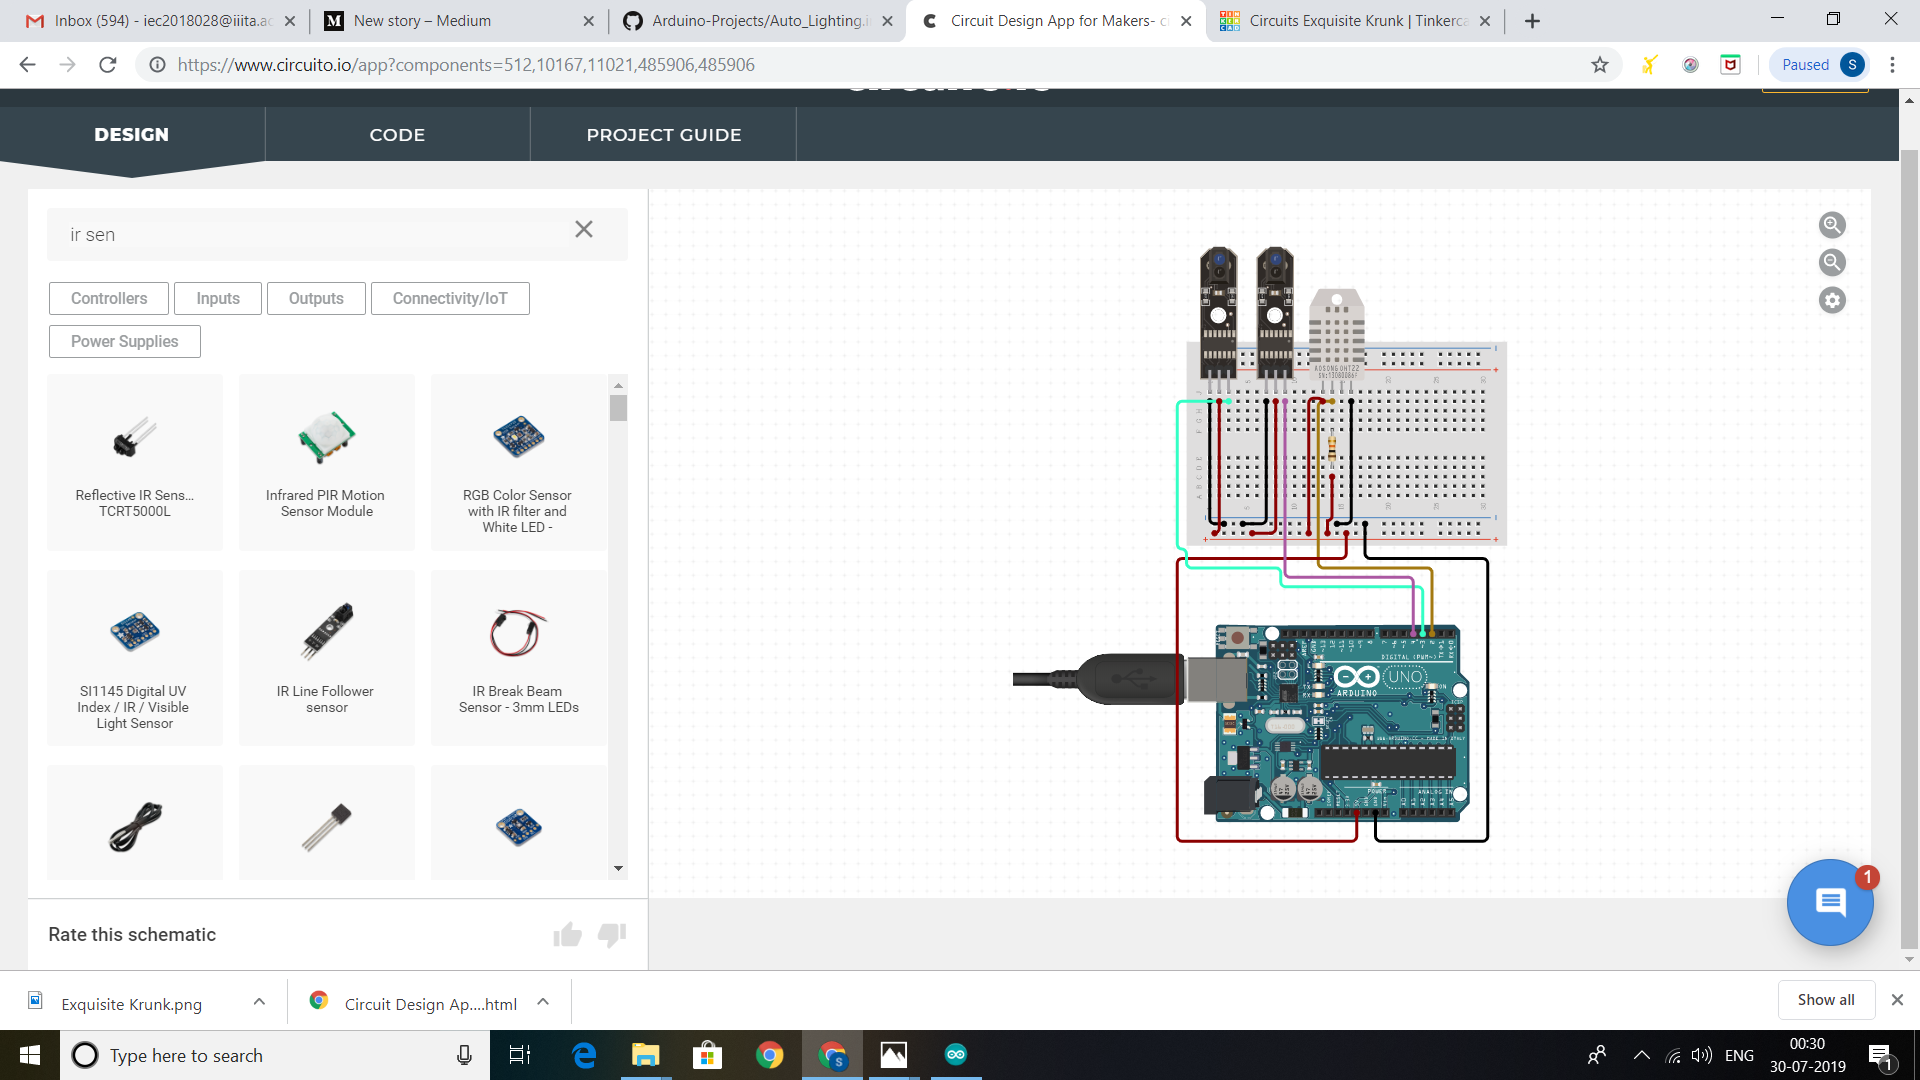 Inbox (594) - iec2018028@iiita.ac
New story – Medium
Arduino-Projects/Auto_Lighting.i
Circuit Design App for Makers- ci
Circuits Exquisite Krunk | Tinkerca
https://www.circuito.io/app?components=512,10167,11021,485906,485906
Paused
S
DESIGN
CODE
PROJECT GUIDE
ir sen
Controllers
Inputs
Outputs
Connectivity/IoT
Power Supplies
Reflective IR Sens...
TCRT5000L
Infrared PIR Motion
Sensor Module
RGB Color Sensor
with IR filter and
White LED -
SI1145 Digital UV
Index / IR / Visible
Light Sensor
IR Line Follower
sensor
IR Break Beam
Sensor - 3mm LEDs
DIGITAL (PWM~)
UNO
ARDUINO
POWER
ANALOG IN
1
Rate this schematic
Exquisite Krunk.png
Circuit Design Ap....html
Show all
Type here to search
ENG
00:30
30-07-2019
1